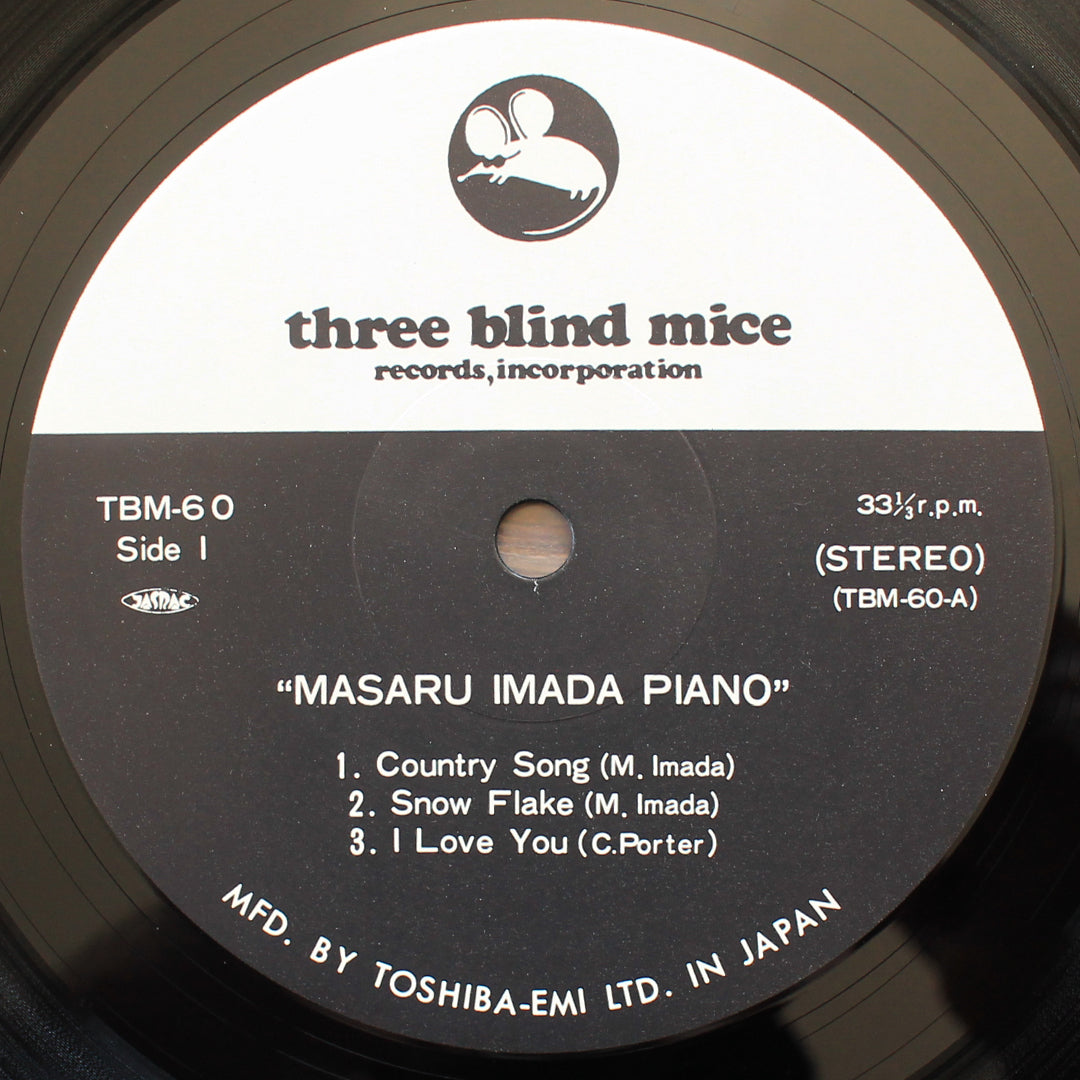 three blind mice
records, incorporation
TBM-60
Side 1
JASRAC
33⅓ r.p.m.
(STEREO)
(TBM-60-A)
“MASARU IMADA PIANO”
1. Country Song (M. Imada)
2. Snow Flake (M. Imada)
3. I Love You (C.Porter)
MFD. BY TOSHIBA-EMI LTD. IN JAPAN